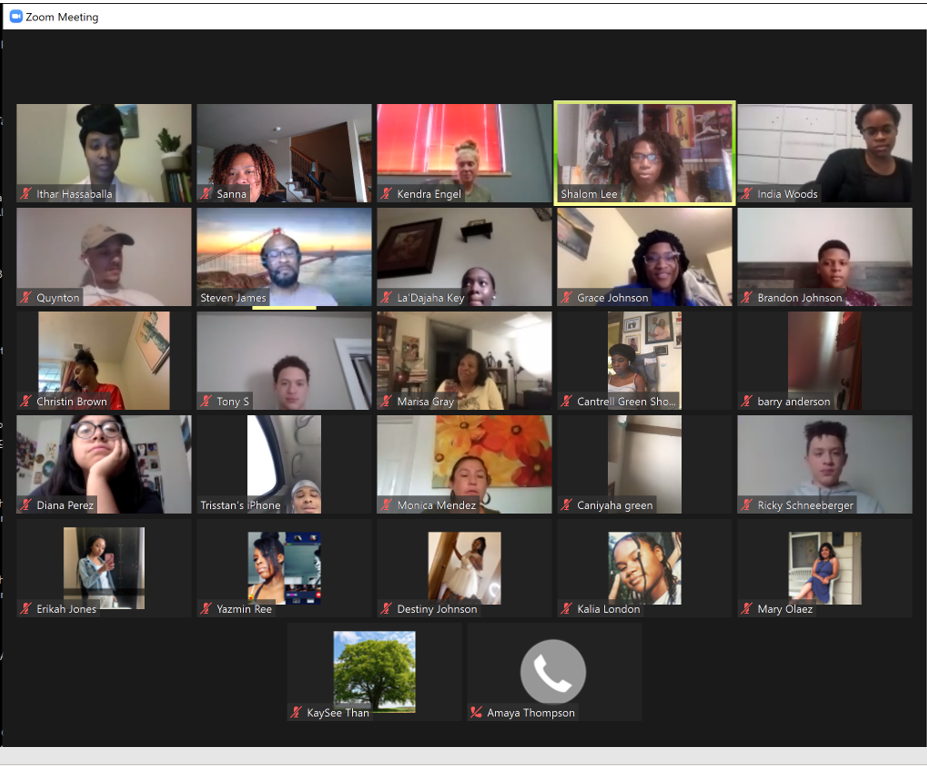 Zoom Meeting
Ithar Hassaballa
Sanna
Kendra Engel
Shalom Lee
India Woods
Quynton
Steven James
La'Dajaha Key
Grace Johnson
Brandon Johnson
Christin Brown
Tony S
Marisa Gray
Cantrell Green Sho...
barry anderson
Diana Perez
Tristan's iPhone
Monica Mendez
Caniyaha green
Ricky Schneeberger
Erikah Jones
Yazmin Ree
Destiny Johnson
Kalia London
Mary Olaez
KaySee Than
Amaya Thompson